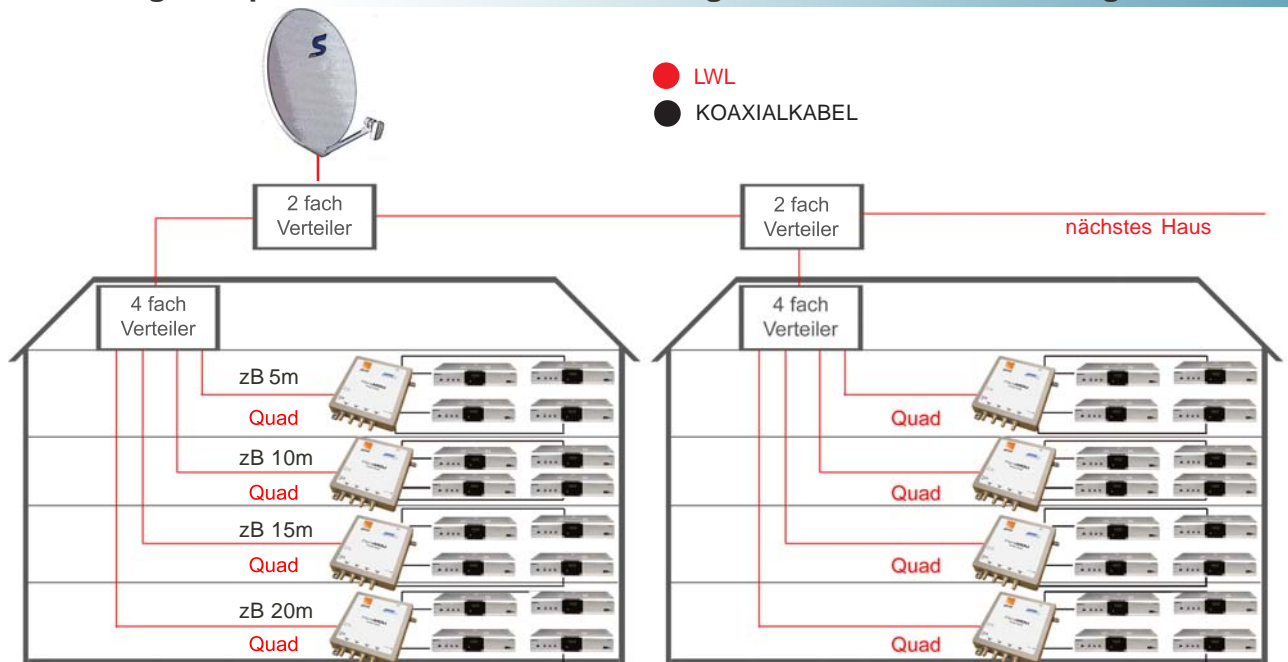 LWL
KOAXIALKABEL
2 fach
Verteiler
2 fach
Verteiler
nächstes Haus
4 fach
Verteiler
4 fach
Verteiler
zB 5m
Quad
Quad
zB 10m
Quad
Quad
zB 15m
Quad
Quad
zB 20m
Quad
Quad